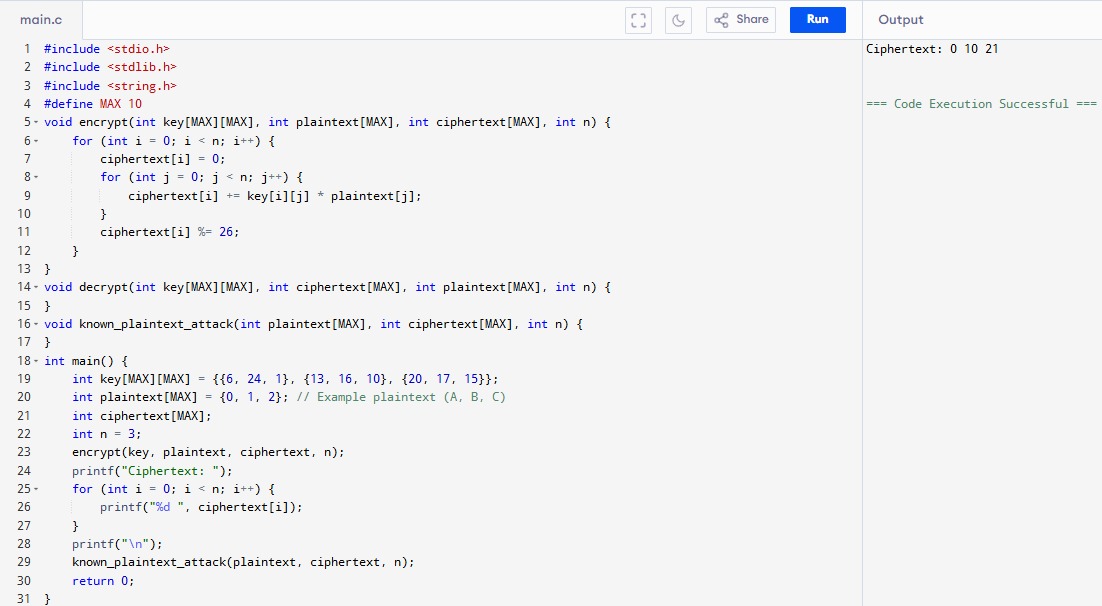 main.c
Share
Run
Output
1 #include <stdio.h>
2 #include <stdlib.h>
3 #include <string.h>
4 #define MAX 10
5 void encrypt(int key[MAX][MAX], int plaintext[MAX], int ciphertext[MAX], int n) {
6     for (int i = 0; i < n; i++) {
7         ciphertext[i] = 0;
8         for (int j = 0; j < n; j++) {
9             ciphertext[i] += key[i][j] * plaintext[j];
10         }
11         ciphertext[i] %= 26;
12     }
13 }
14 void decrypt(int key[MAX][MAX], int ciphertext[MAX], int plaintext[MAX], int n) {
15 }
16 void known_plaintext_attack(int plaintext[MAX], int ciphertext[MAX], int n) {
17 }
18 int main() {
19     int key[MAX][MAX] = {{6, 24, 1}, {13, 16, 10}, {20, 17, 15}};
20     int plaintext[MAX] = {0, 1, 2}; // Example plaintext (A, B, C)
21     int ciphertext[MAX];
22     int n = 3;
23     encrypt(key, plaintext, ciphertext, n);
24     printf("Ciphertext: ");
25     for (int i = 0; i < n; i++) {
26         printf("%d ", ciphertext[i]);
27     }
28     printf("\n");
29     known_plaintext_attack(plaintext, ciphertext, n);
30     return 0;
31 }
Ciphertext: 0 10 21
=== Code Execution Successful ===